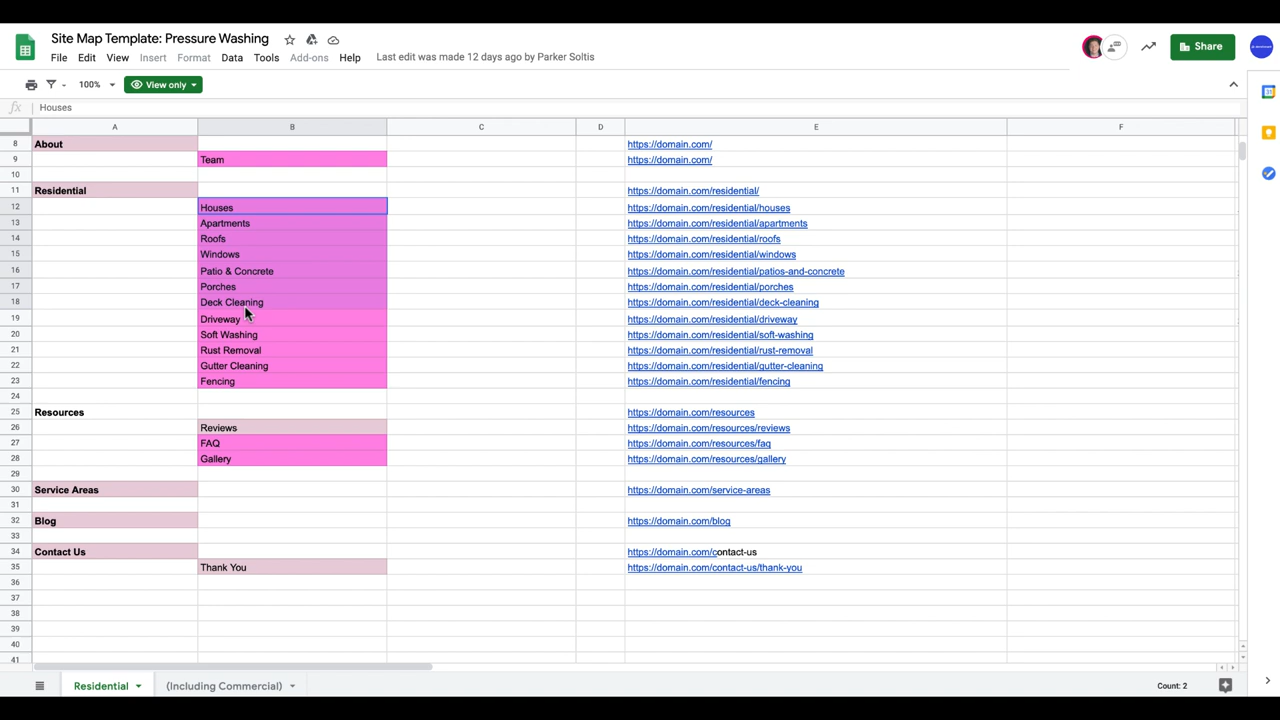 Site Map Template: Pressure Washing
File Edit View Insert Format Data Tools Add-ons Help Last edit was made 12 days ago by Parker Soltis
Share
100% View only
fx Houses
A B C D E F
8 About https://domain.com/
9 Team https://domain.com/
10
11 Residential https://domain.com/residential/
12 Houses https://domain.com/residential/houses
13 Apartments https://domain.com/residential/apartments
14 Roofs https://domain.com/residential/roofs
15 Windows https://domain.com/residential/windows
16 Patio & Concrete https://domain.com/residential/patios-and-concrete
17 Porches https://domain.com/residential/porches
18 Deck Cleaning https://domain.com/residential/deck-cleaning
19 Driveway https://domain.com/residential/driveway
20 Soft Washing https://domain.com/residential/soft-washing
21 Rust Removal https://domain.com/residential/rust-removal
22 Gutter Cleaning https://domain.com/residential/gutter-cleaning
23 Fencing https://domain.com/residential/fencing
24
25 Resources https://domain.com/resources
26 Reviews https://domain.com/resources/reviews
27 FAQ https://domain.com/resources/faq
28 Gallery https://domain.com/resources/gallery
29
30 Service Areas https://domain.com/service-areas
31
32 Blog https://domain.com/blog
33
34 Contact Us https://domain.com/contact-us
35 Thank You https://domain.com/contact-us/thank-you
36
37
38
39
40
41
Residential (Including Commercial) Count: 2